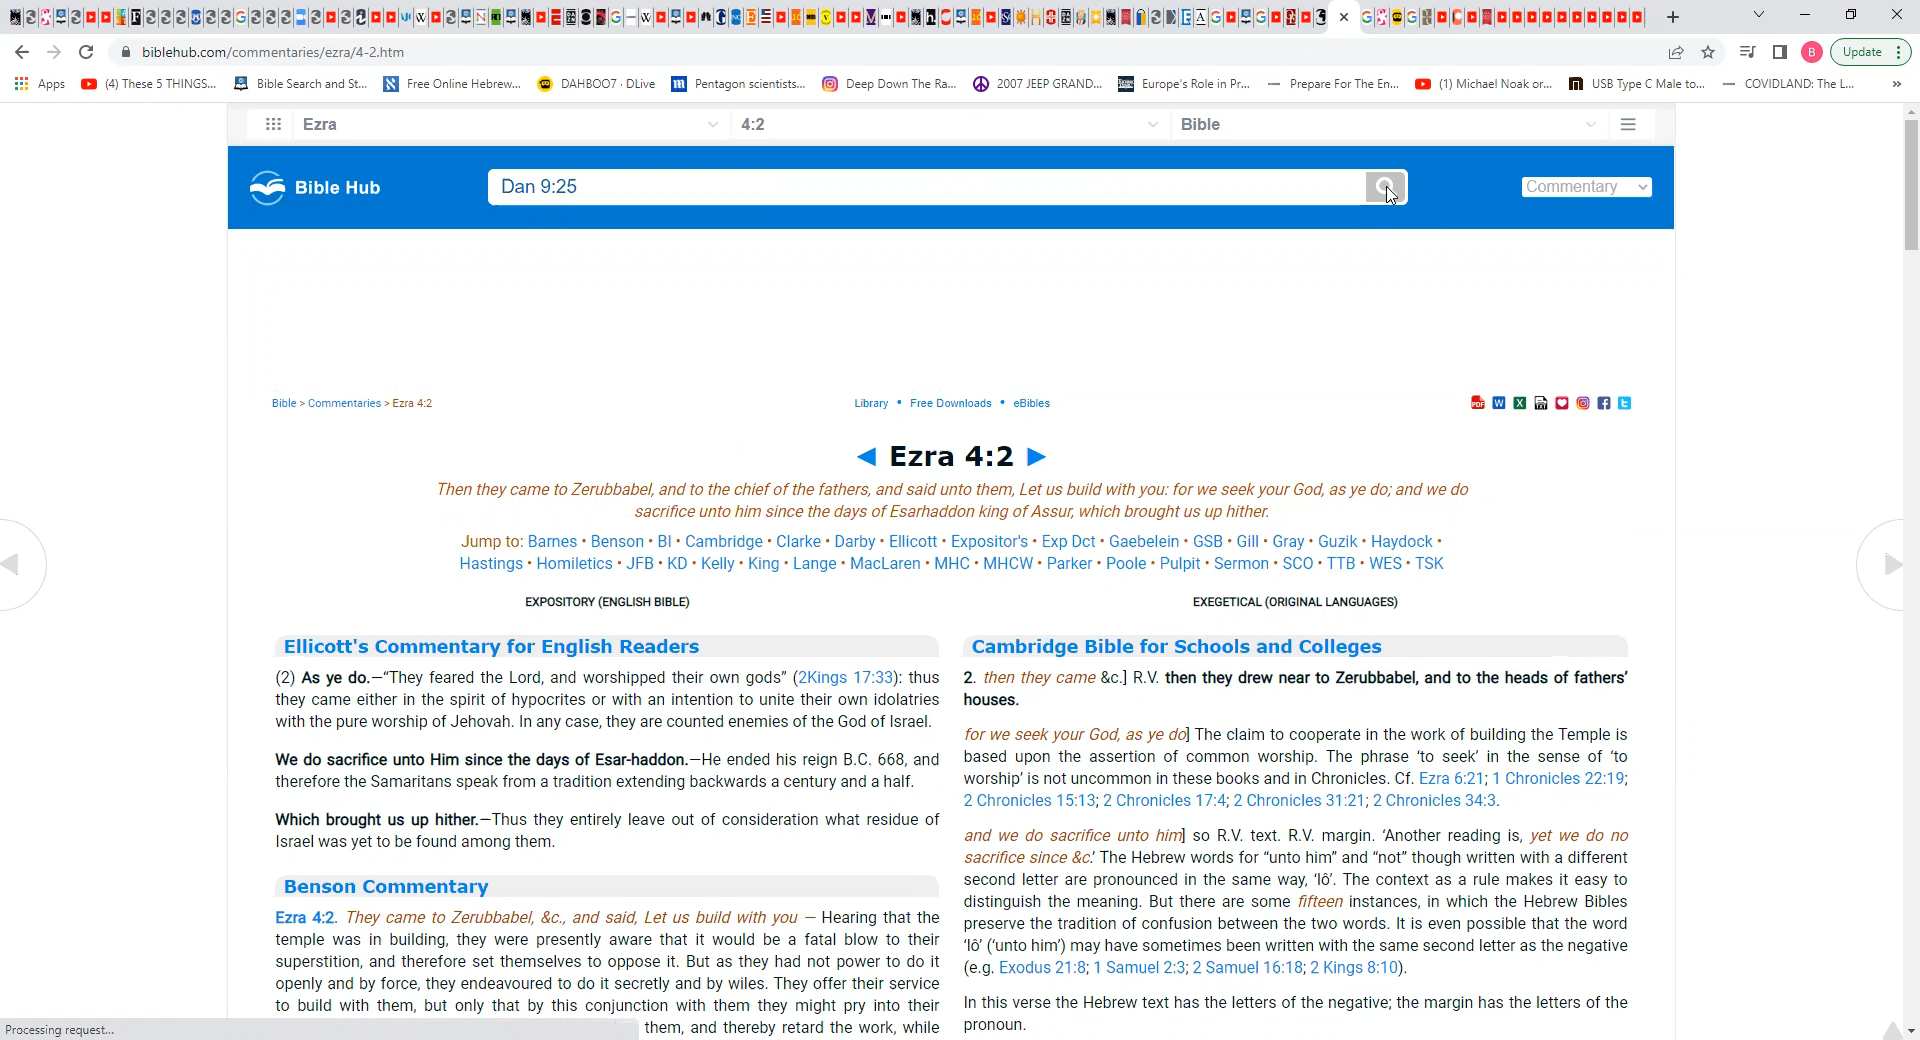 biblehub.com/commentaries/ezra/4-2.htm
B
Update
Apps
(4) These 5 THINGS...
Bible Search and St...
Free Online Hebrew...
DAHBOO7 · DLive
Pentagon scientists...
Deep Down The Ra...
2007 JEEP GRAND...
Europe's Role in Pr...
Prepare For The En...
(1) Michael Noak or...
USB Type C Male to...
COVIDLAND: The L...
»
Ezra
4:2
Bible
Bible Hub
Dan 9:25
Commentary
Bible > Commentaries > Ezra 4:2
Library • Free Downloads • eBibles
◄ Ezra 4:2 ►
Then they came to Zerubbabel, and to the chief of the fathers, and said unto them, Let us build with you: for we seek your God, as ye do; and we do
sacrifice unto him since the days of Esarhaddon king of Assur, which brought us up hither.
Jump to: Barnes • Benson • BI • Cambridge • Clarke • Darby • Ellicott • Expositor's • Exp Dct • Gaebelein • GSB • Gill • Gray • Guzik • Haydock •
Hastings • Homiletics • JFB • KD • Kelly • King • Lange • MacLaren • MHC • MHCW • Parker • Poole • Pulpit • Sermon • SCO • TTB • WES • TSK
EXPOSITORY (ENGLISH BIBLE)
Ellicott's Commentary for English Readers
(2) As ye do.—“They feared the Lord, and worshipped their own gods” (2Kings 17:33): thus
they came either in the spirit of hypocrites or with an intention to unite their own idolatries
with the pure worship of Jehovah. In any case, they are counted enemies of the God of Israel.
We do sacrifice unto Him since the days of Esar-haddon.—He ended his reign B.C. 668, and
therefore the Samaritans speak from a tradition extending backwards a century and a half.
Which brought us up hither.—Thus they entirely leave out of consideration what residue of
Israel was yet to be found among them.
Benson Commentary
Ezra 4:2. They came to Zerubbabel, &c., and said, Let us build with you — Hearing that the
temple was in building, they were presently aware that it would be a fatal blow to their
superstition, and therefore set themselves to oppose it. But as they had not power to do it
openly and by force, they endeavoured to do it secretly and by wiles. They offer their service
to build with them, but only that by this conjunction with them they might pry into their
them, and thereby retard the work, while
EXEGETICAL (ORIGINAL LANGUAGES)
Cambridge Bible for Schools and Colleges
2. then they came &c.] R.V. then they drew near to Zerubbabel, and to the heads of fathers’
houses.
for we seek your God, as ye do] The claim to cooperate in the work of building the Temple is
based upon the assertion of common worship. The phrase ‘to seek’ in the sense of ‘to
worship’ is not uncommon in these books and in Chronicles. Cf. Ezra 6:21; 1 Chronicles 22:19;
2 Chronicles 15:13; 2 Chronicles 17:4; 2 Chronicles 31:21; 2 Chronicles 34:3.
and we do sacrifice unto him] so R.V. text. R.V. margin. ‘Another reading is, yet we do no
sacrifice since &c.’ The Hebrew words for “unto him” and “not” though written with a different
second letter are pronounced in the same way, ‘lô’. The context as a rule makes it easy to
distinguish the meaning. But there are some fifteen instances, in which the Hebrew Bibles
preserve the tradition of confusion between the two words. It is even possible that the word
‘lô’ (‘unto him’) may have sometimes been written with the same second letter as the negative
(e.g. Exodus 21:8; 1 Samuel 2:3; 2 Samuel 16:18; 2 Kings 8:10).
In this verse the Hebrew text has the letters of the negative; the margin has the letters of the
pronoun.
Processing request...